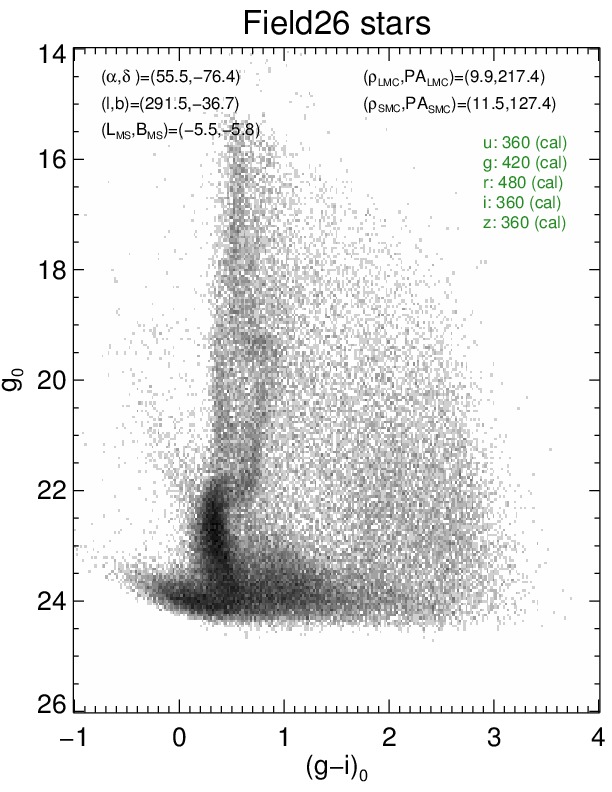 Field26 stars
(α,δ )=(55.5,−76.4)
(ρLMC,PALMC)=(9.9,217.4)
(l,b)=(291.5,−36.7)
(ρSMC,PASMC)=(11.5,127.4)
(LMS,BMS)=(−5.5,−5.8)
u: 360 (cal)
g: 420 (cal)
r: 480 (cal)
i: 360 (cal)
z: 360 (cal)
14
16
18
20
22
24
26
g0
−1 0 1 2 3 4
(g−i)0